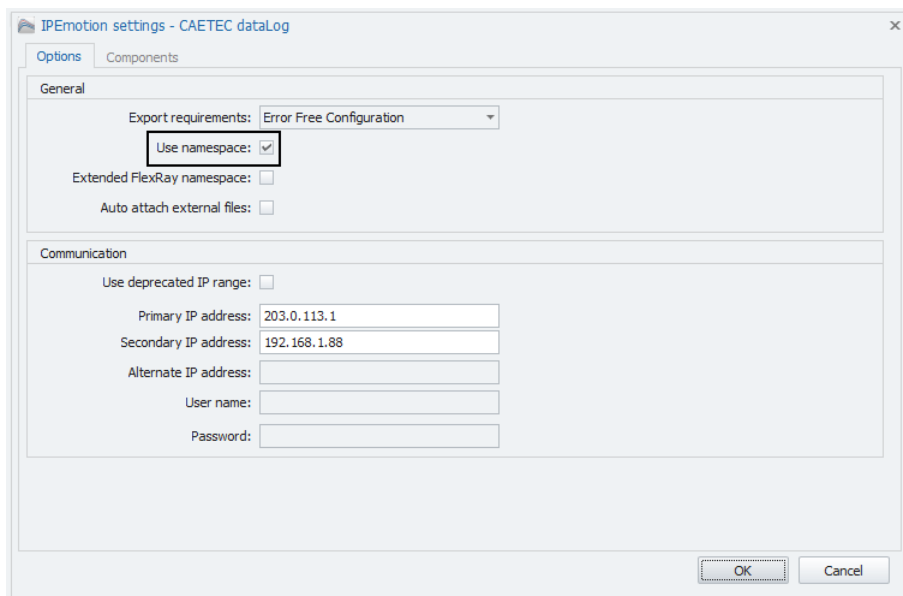 IPEmotion settings - CAETEC dataLog
Options Components
General
Export requirements: Error Free Configuration
Use namespace:
Extended FlexRay namespace:
Auto attach external files:
Communication
Use deprecated IP range:
Primary IP address: 203.0.113.1
Secondary IP address: 192.168.1.88
Alternate IP address:
User name:
Password:
OK Cancel